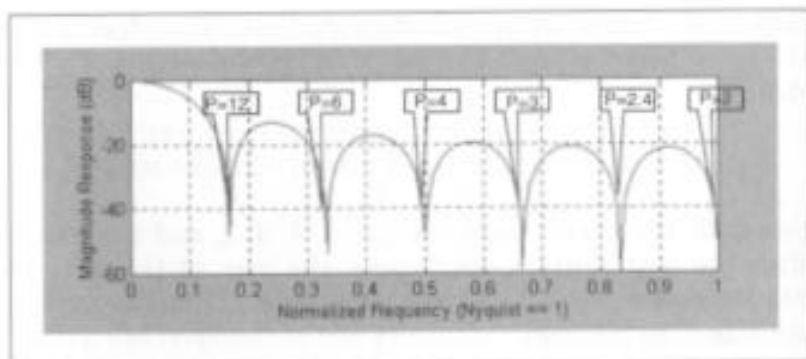 0
P=12 P=6 P=4 P=3 P=2.4 P=2
-20
-40
-60
Magnitude Response (dB)
0 0.1 0.2 0.3 0.4 0.5 0.6 0.7 0.8 0.9 1
Normalized Frequency (Nyquist == 1)